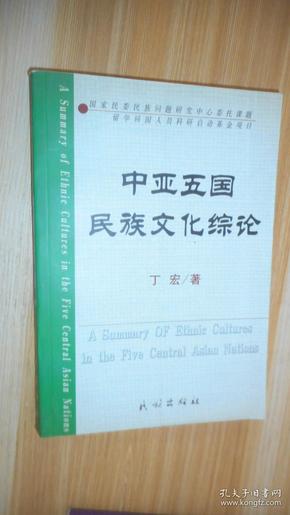 国家民委民族问题研究中心委托课题
留学回国人员科研启动基金项目
A Summary of Ethnic Cultures in the Five Central Asian Nations
中亚五国
民族文化综论
丁宏/著
A Summary OF Ethnic Cultures
in the Five Central Asian Nations
民族出版社
孔夫子旧书网